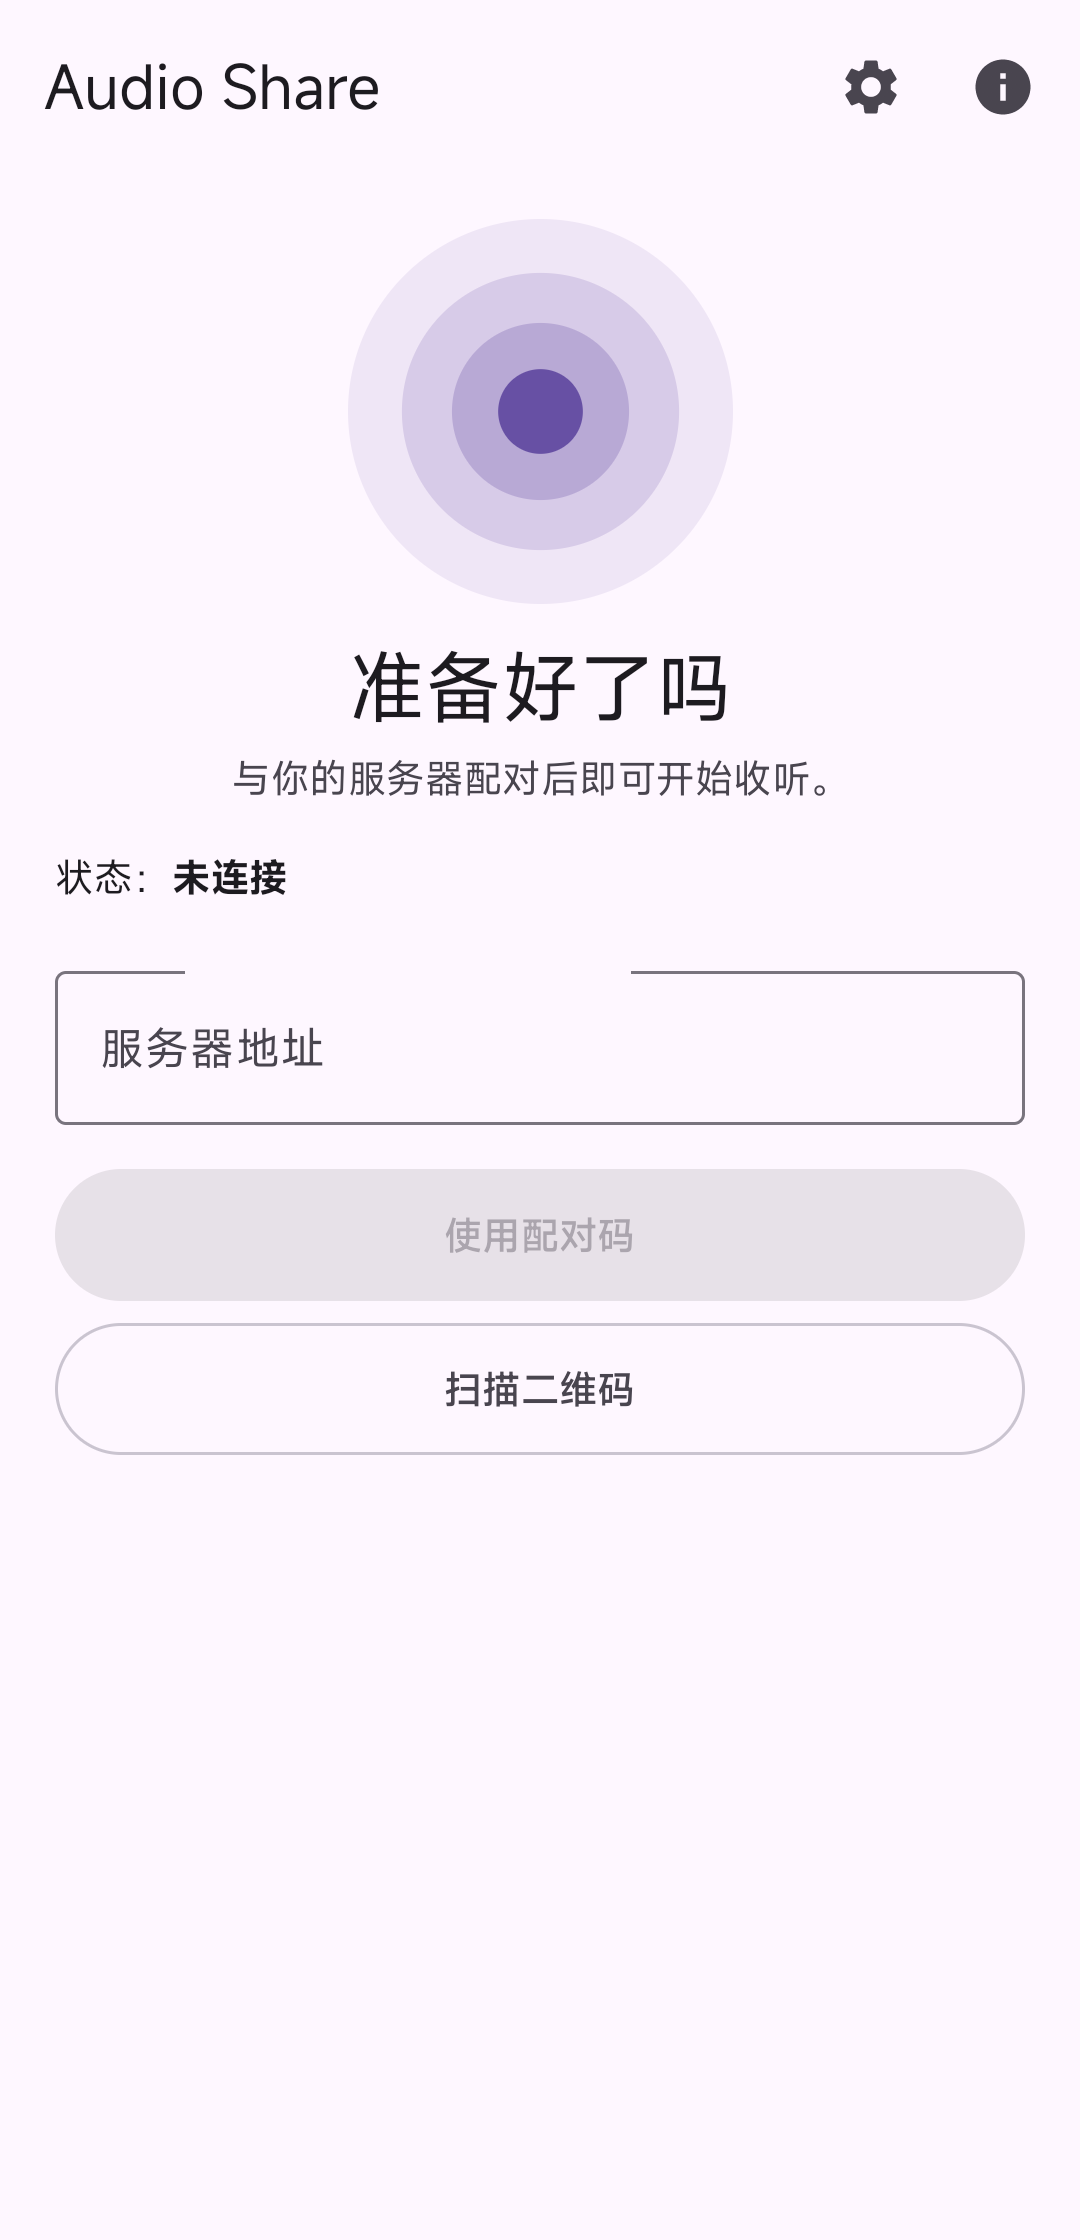 Audio Share
准备好了吗
与你的服务器配对后即可开始收听。
状态：未连接
服务器地址
使用配对码
扫描二维码